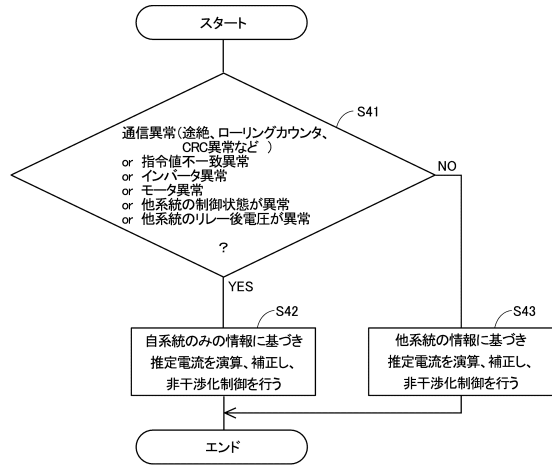 スタート
S41
通信異常(途絶、ローリングカウンタ、
CRC異常など )
or 指令値不一致異常
or インバータ異常
or モータ異常
or 他系統の制御状態が異常
or 他系統のリレー後電圧が異常
?
NO
YES
S42
自系統のみの情報に基づき
推定電流を演算、補正し、
非干渉化制御を行う
S43
他系統の情報に基づき
推定電流を演算、補正し、
非干渉化制御を行う
エンド